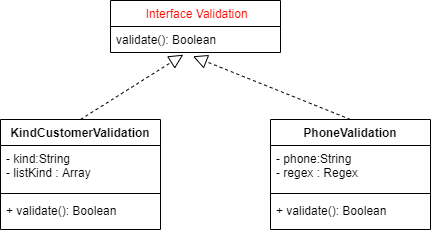 Interface Validation
validate(): Boolean
KindCustomerValidation
- kind:String
- listKind : Array
+ validate(): Boolean
PhoneValidation
- phone:String
- regex : Regex
+ validate(): Boolean